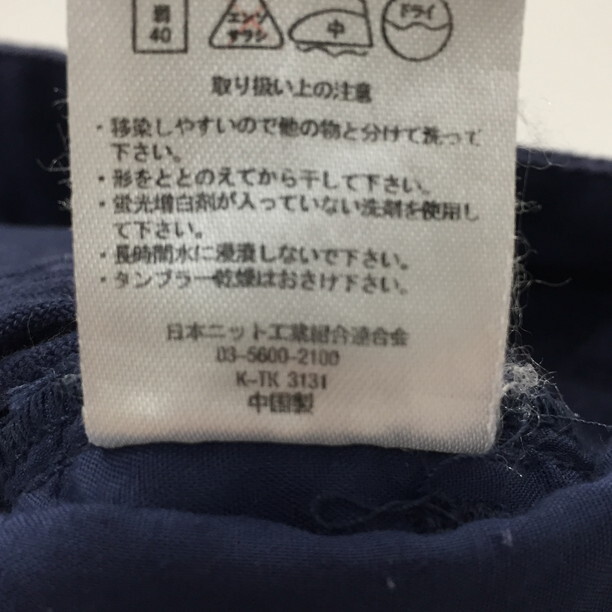 弱 エンソ 中 ドライ
40 サラシ
取り扱い上の注意
・移染しやすいので他の物と分けて洗って
下さい。
・形をととのえてから干して下さい。
・蛍光増白剤が入っていない洗剤を使用し
て下さい。
・長時間水に浸漬しないで下さい。
・タンブラー乾燥はおさけ下さい。
日本ニット工業組合連合会
03-5600-2100
K-TK 3131
中国製